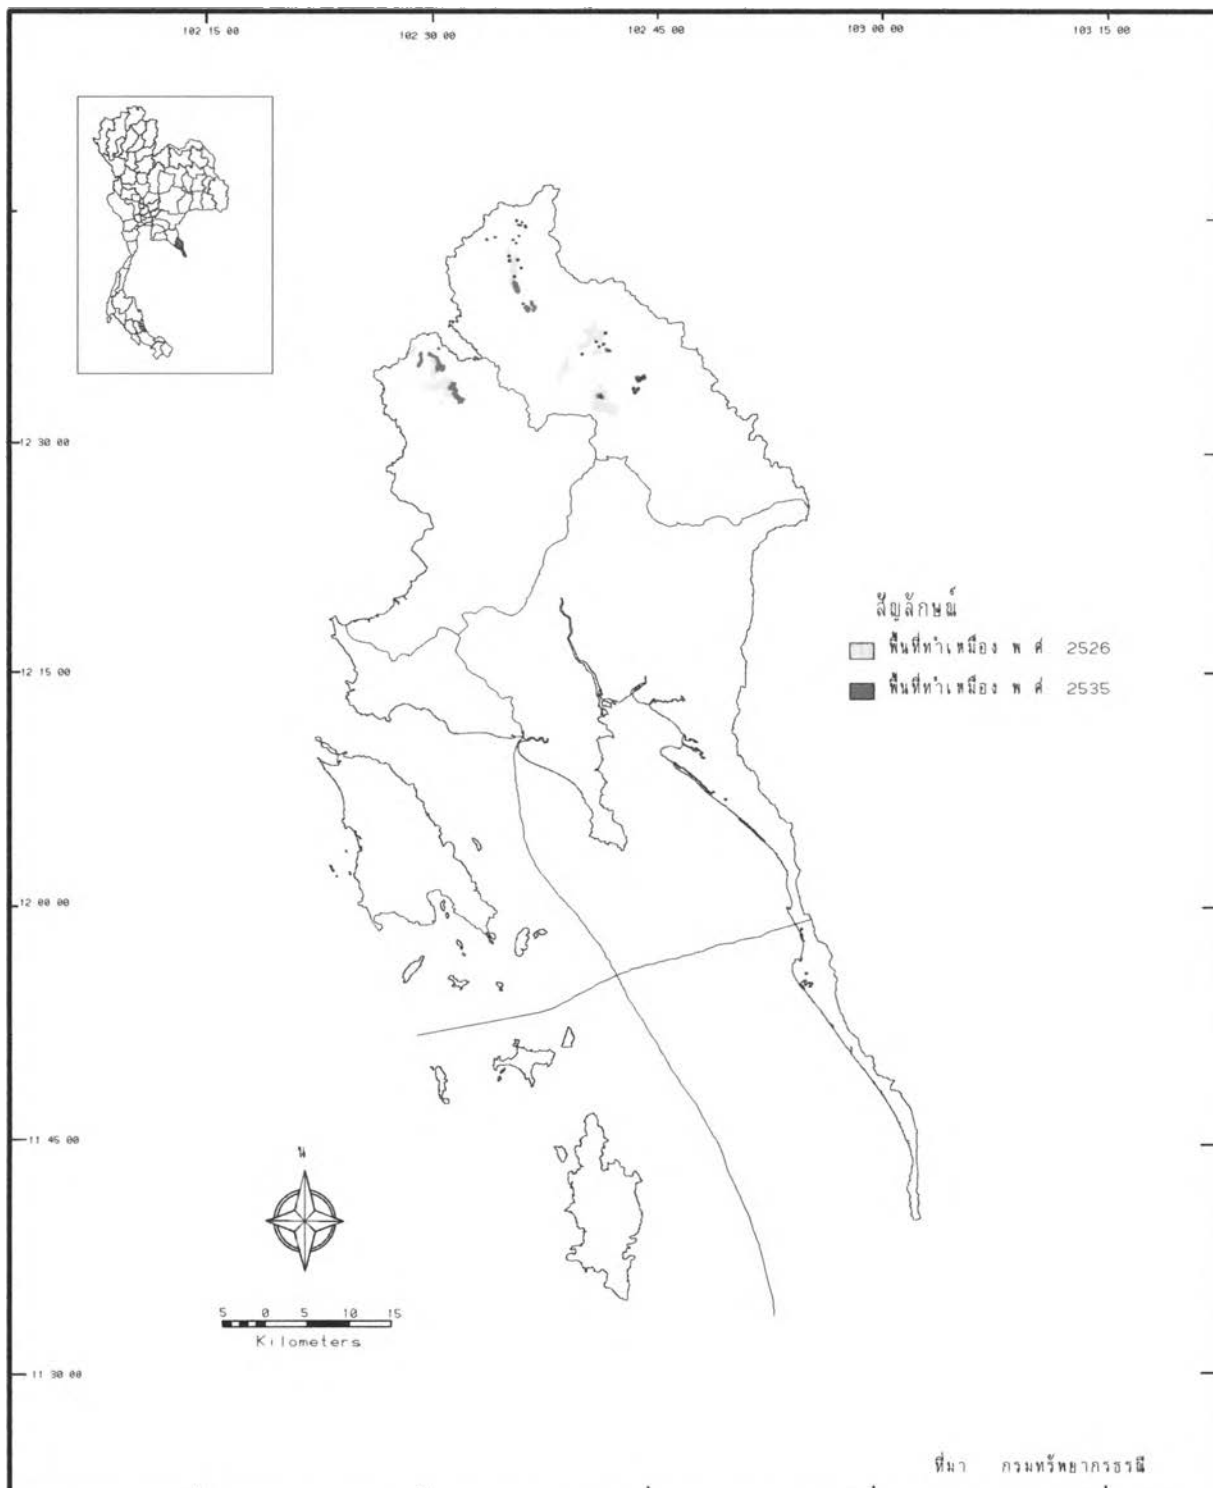 102 15 00
102 30 00
102 45 00
103 00 00
103 15 00
12 30 00
สัญลักษณ์
พื้นที่ทำเหมือง พ ศ 2526
12 15 00
พื้นที่ทำเหมือง พ ศ 2535
12 00 00
11 45 00
น
5 0 5 10 15
Kilometers
11 30 00
ที่มา กรมทรัพยากรธรณี